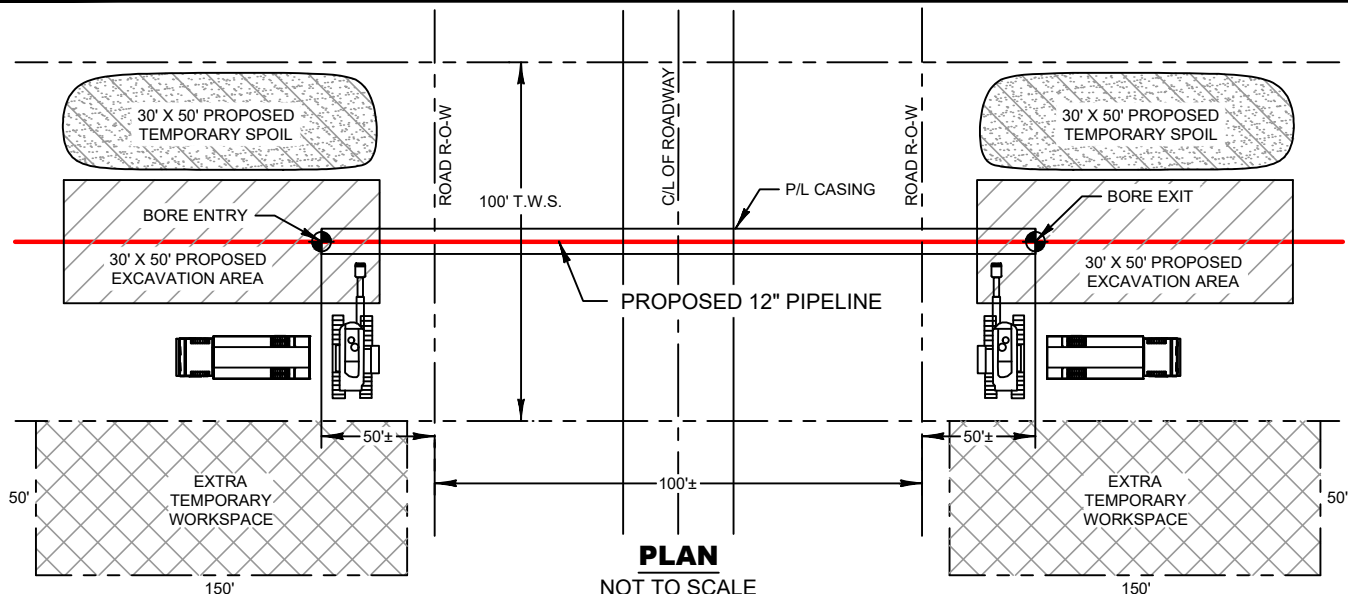 30' X 50' PROPOSED
TEMPORARY SPOIL
ROAD R-O-W
C/L OF ROADWAY
ROAD R-O-W
30' X 50' PROPOSED
TEMPORARY SPOIL
100' T.W.S.
P/L CASING
BORE ENTRY
BORE EXIT
30' X 50' PROPOSED
EXCAVATION AREA
30' X 50' PROPOSED
EXCAVATION AREA
PROPOSED 12" PIPELINE
50'±
50'±
100'±
50'
EXTRA
TEMPORARY
WORKSPACE
EXTRA
TEMPORARY
WORKSPACE
50'
150'
PLAN
NOT TO SCALE
150'